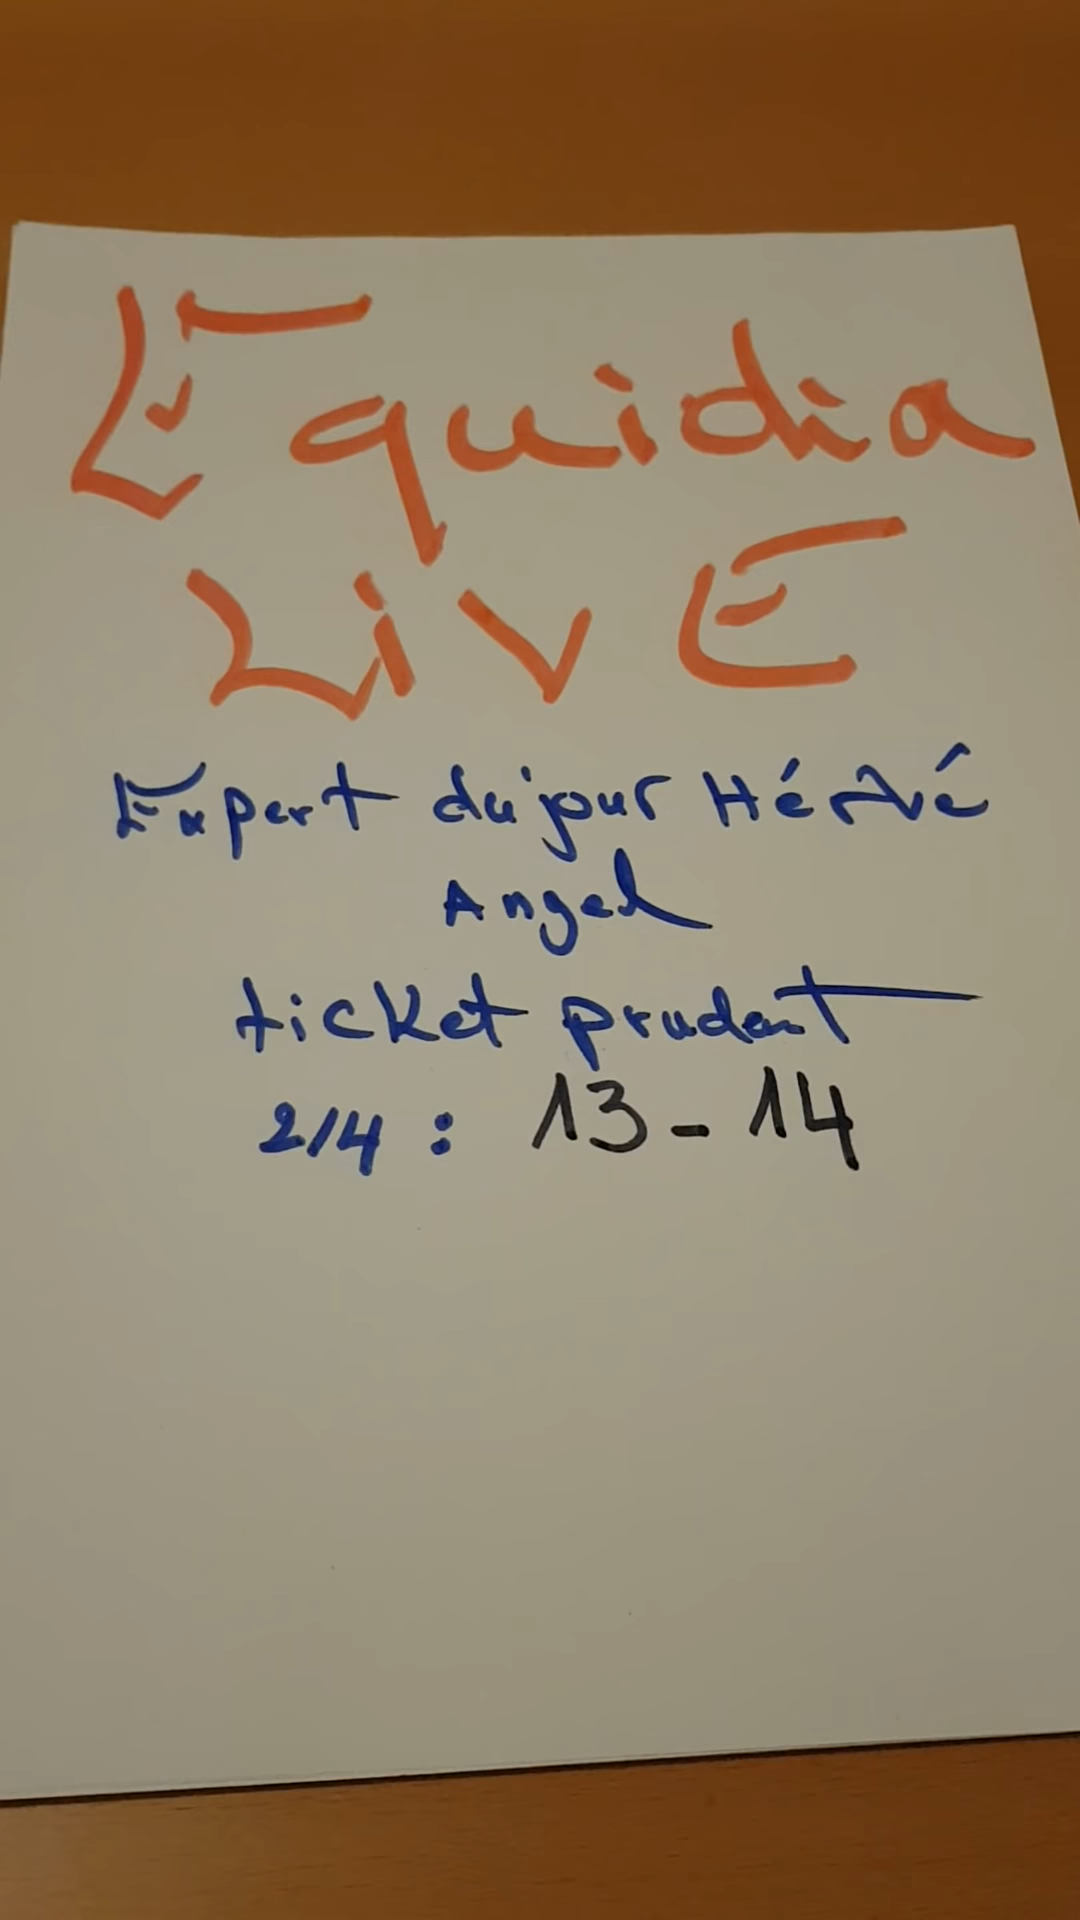 Equidia
LiVE
Expert du jour Hérvé
Angel
ticket prudent
2/4 : 13 - 14